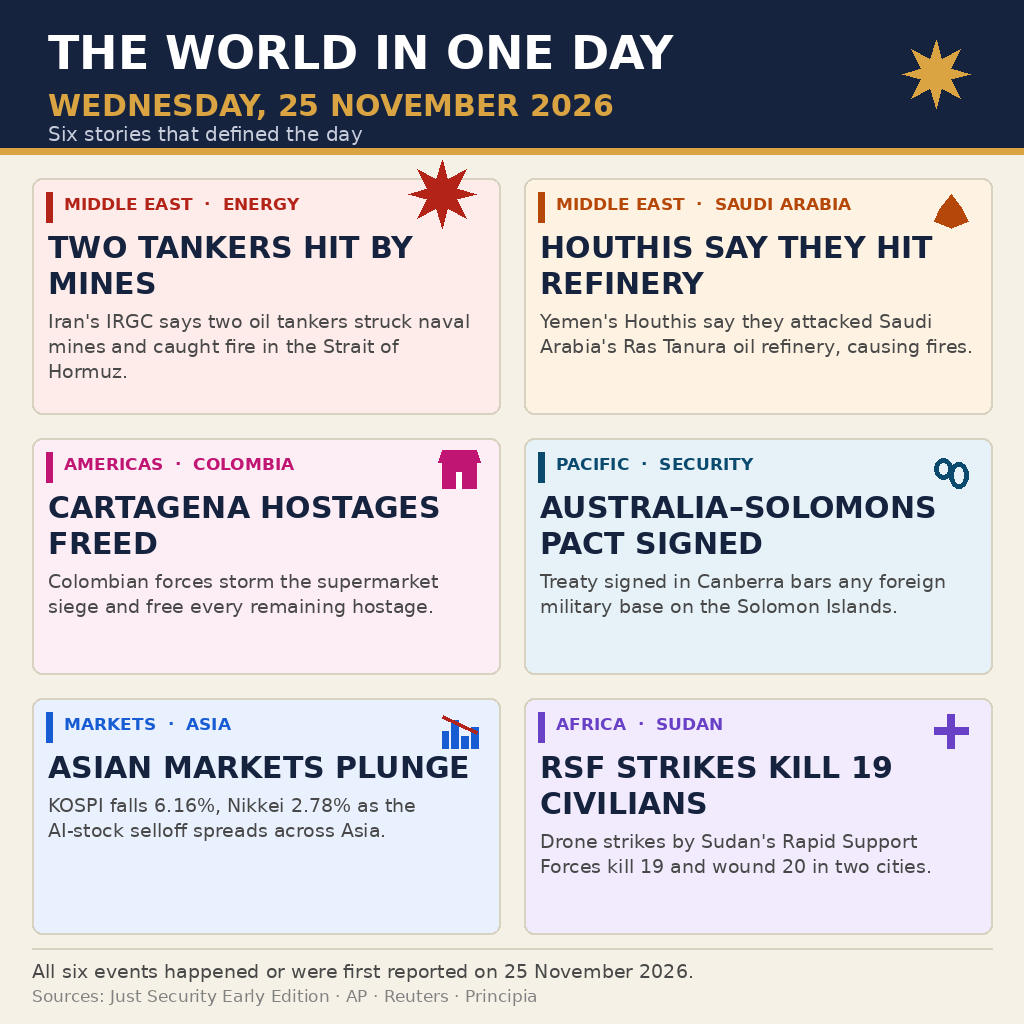 THE WORLD IN ONE DAY
WEDNESDAY, 25 NOVEMBER 2026
Six stories that defined the day
MIDDLE EAST · ENERGY
TWO TANKERS HIT BY
MINES
Iran's IRGC says two oil tankers struck naval
mines and caught fire in the Strait of
Hormuz.
MIDDLE EAST · SAUDI ARABIA
HOUTHIS SAY THEY HIT
REFINERY
Yemen's Houthis say they attacked Saudi
Arabia's Ras Tanura oil refinery, causing fires.
AMERICAS · COLOMBIA
CARTAGENA HOSTAGES
FREED
Colombian forces storm the supermarket
siege and free every remaining hostage.
PACIFIC · SECURITY
AUSTRALIA–SOLOMONS
PACT SIGNED
Treaty signed in Canberra bars any foreign
military base on the Solomon Islands.
MARKETS · ASIA
ASIAN MARKETS PLUNGE
KOSPI falls 6.16%, Nikkei 2.78% as the
AI-stock selloff spreads across Asia.
AFRICA · SUDAN
RSF STRIKES KILL 19
CIVILIANS
Drone strikes by Sudan's Rapid Support
Forces kill 19 and wound 20 in two cities.
All six events happened or were first reported on 25 November 2026.
Sources: Just Security Early Edition · AP · Reuters · Principia